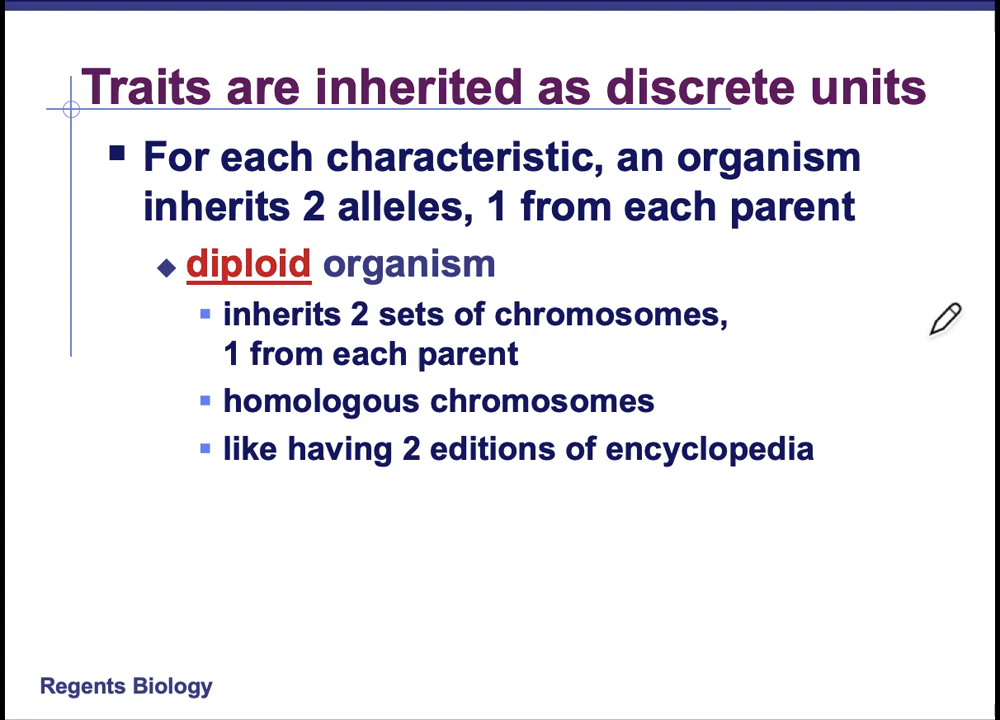 Traits are inherited as discrete units
For each characteristic, an organism
inherits 2 alleles, 1 from each parent
diploid organism
inherits 2 sets of chromosomes,
1 from each parent
homologous chromosomes
like having 2 editions of encyclopedia
Regents Biology